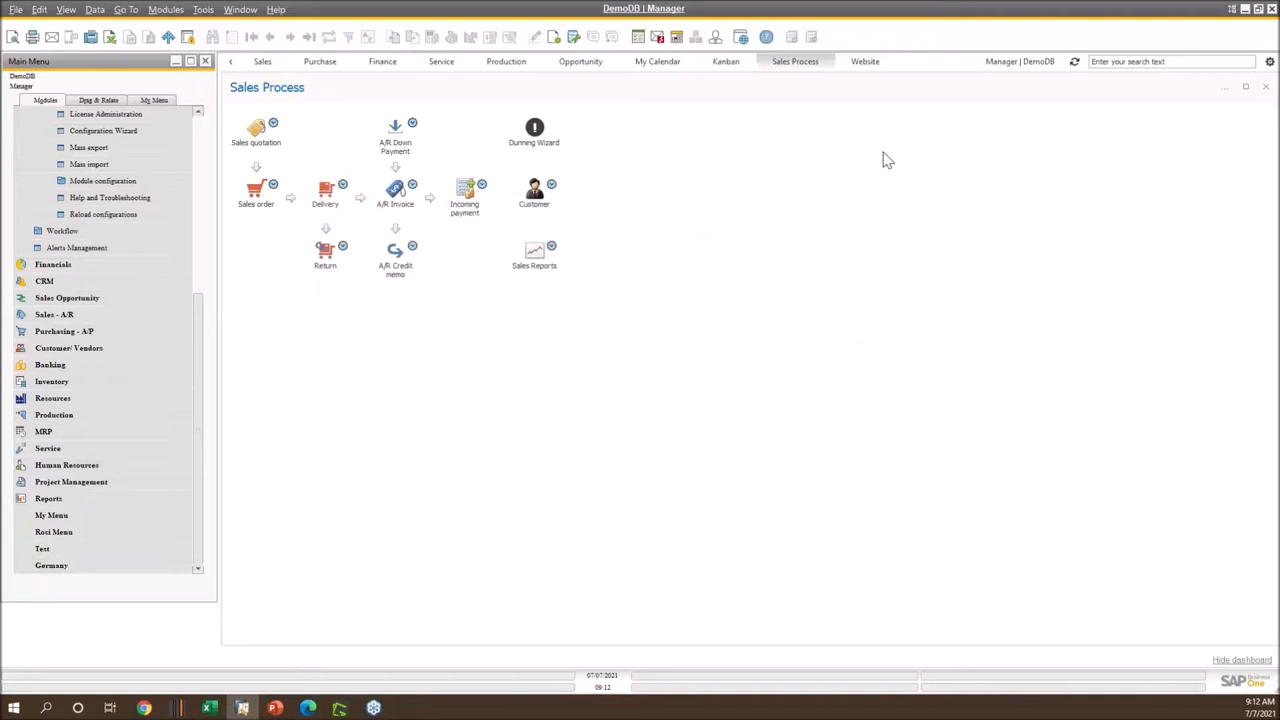 DemoDB | Manager
File Edit View Data Go To Modules Tools Window Help
Main Menu
DemoDB
Manager
Modules Drag & Relate My Menu
License Administration
Configuration Wizard
Mass export
Mass import
Module configuration
Help and Troubleshooting
Reload configurations
Workflow
Alerts Management
Financials
CRM
Sales Opportunity
Sales - A/R
Purchasing - A/P
Customer/ Vendors
Banking
Inventory
Resources
Production
MRP
Service
Human Resources
Project Management
Reports
My Menu
Rosi Menu
Test
Germany
Sales Purchase Finance Service Production Opportunity My Calendar Kanban Sales Process Website Manager | DemoDB Enter your search text
Sales Process
Sales quotation
A/R Down
Payment
Dunning Wizard
Sales order
Delivery
A/R Invoice
Incoming
payment
Customer
Return
A/R Credit
memo
Sales Reports
Hide dashboard
07/07/2021
09:12
SAP Business
One
9:12 AM
7/7/2021